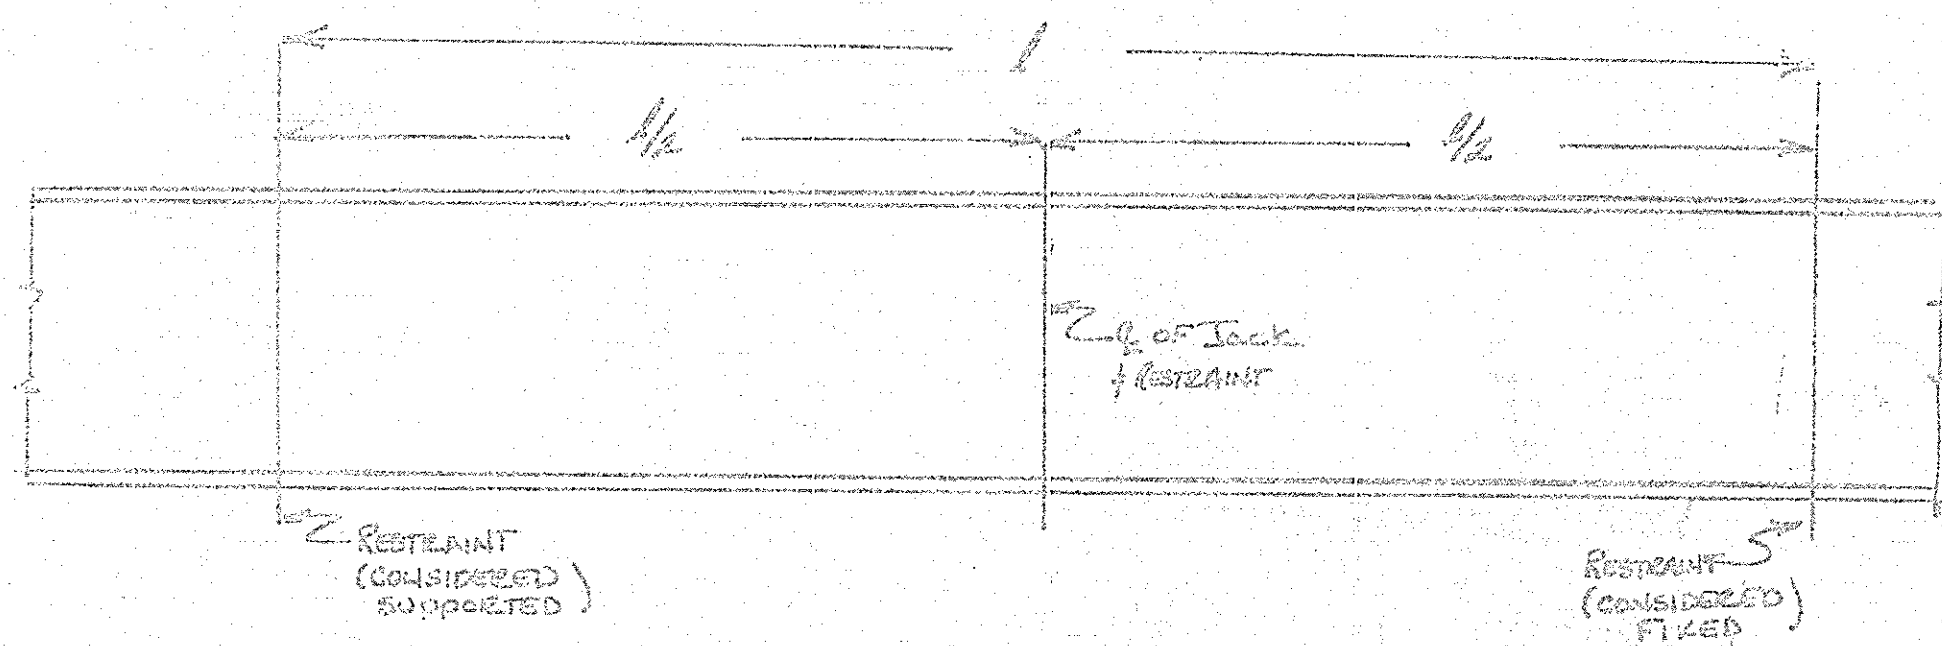 l
l/2 l/2
℄ OF Jack
& RESTRAINT
RESTRAINT
(CONSIDERED
SUPPORTED)
RESTRAINT
(CONSIDERED
FIXED)